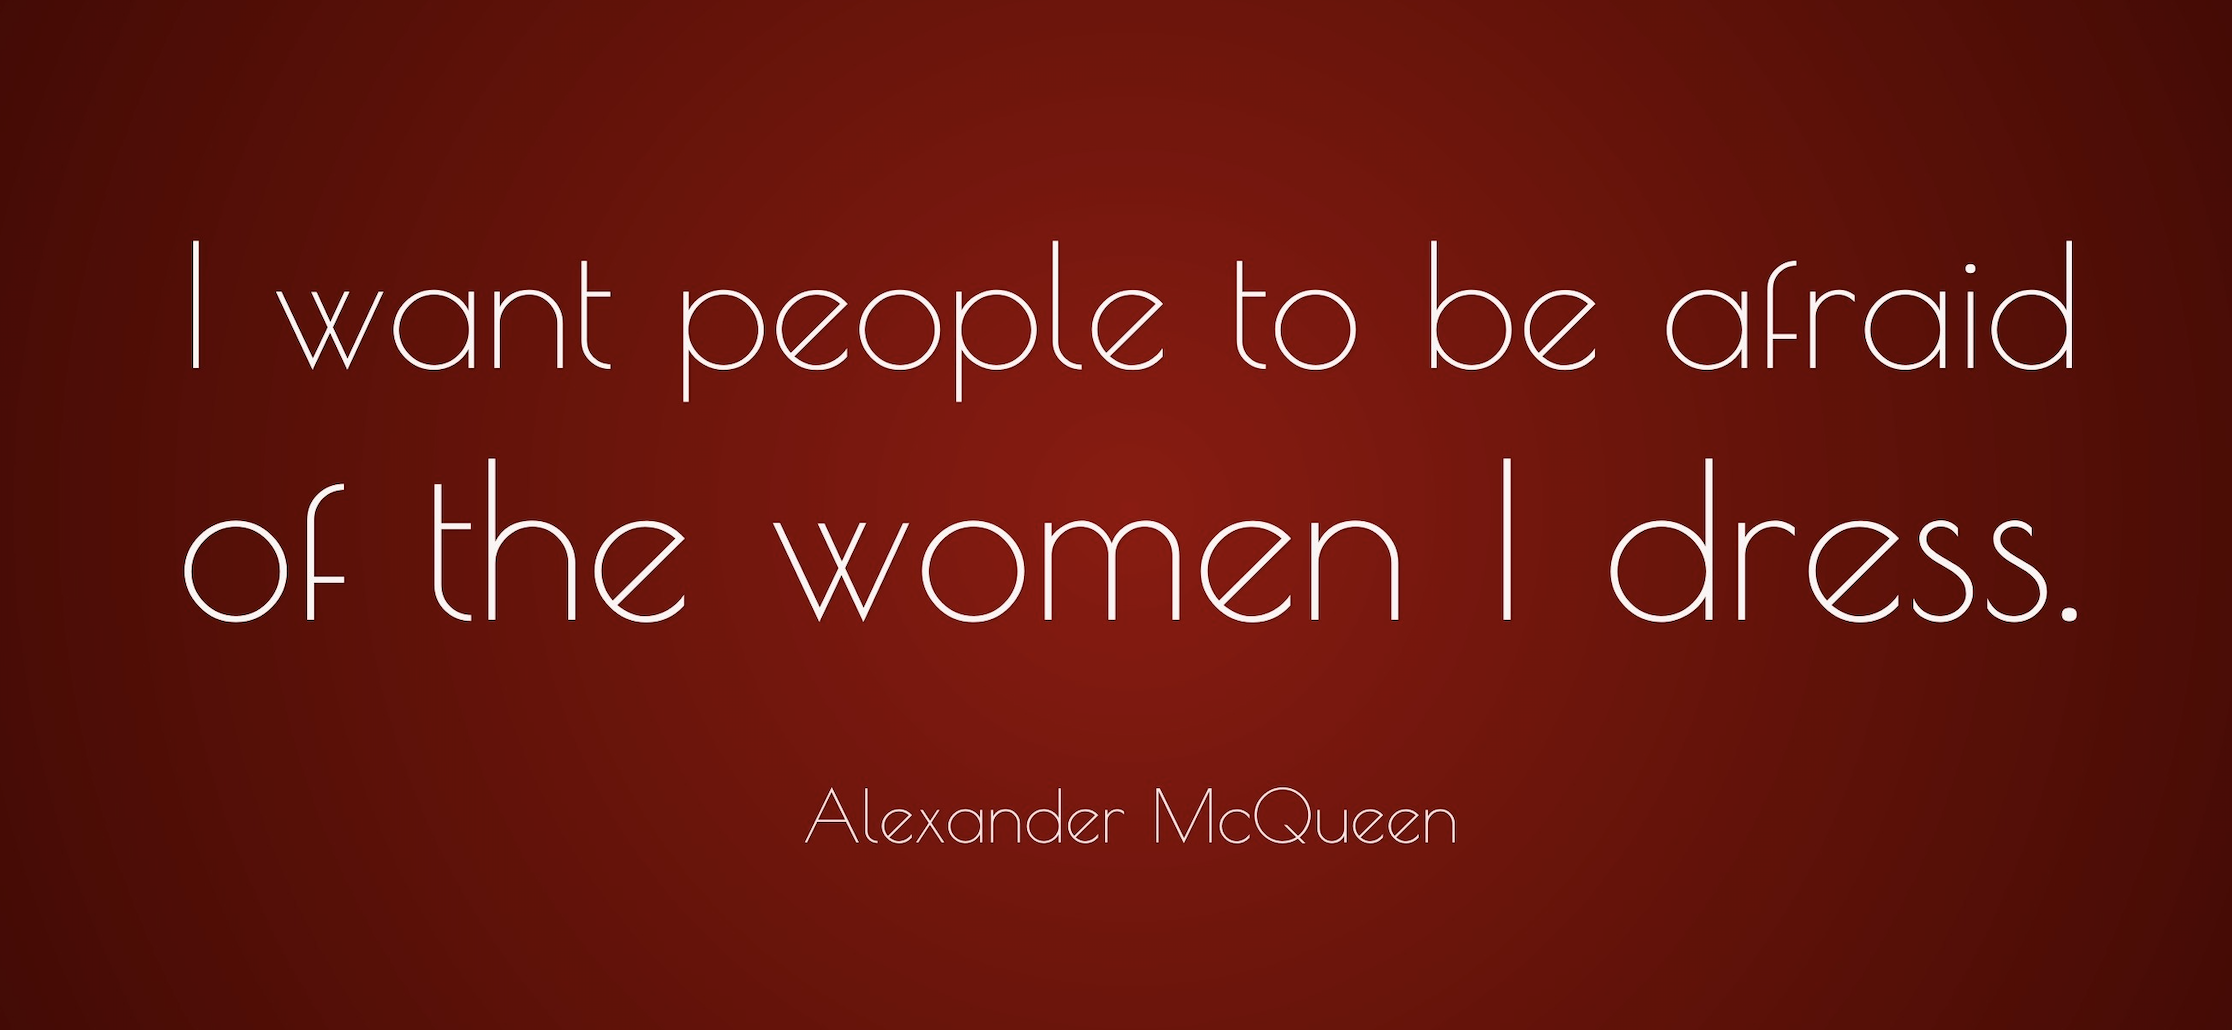 I want people to be afraid
of the women I dress.
Alexander McQueen